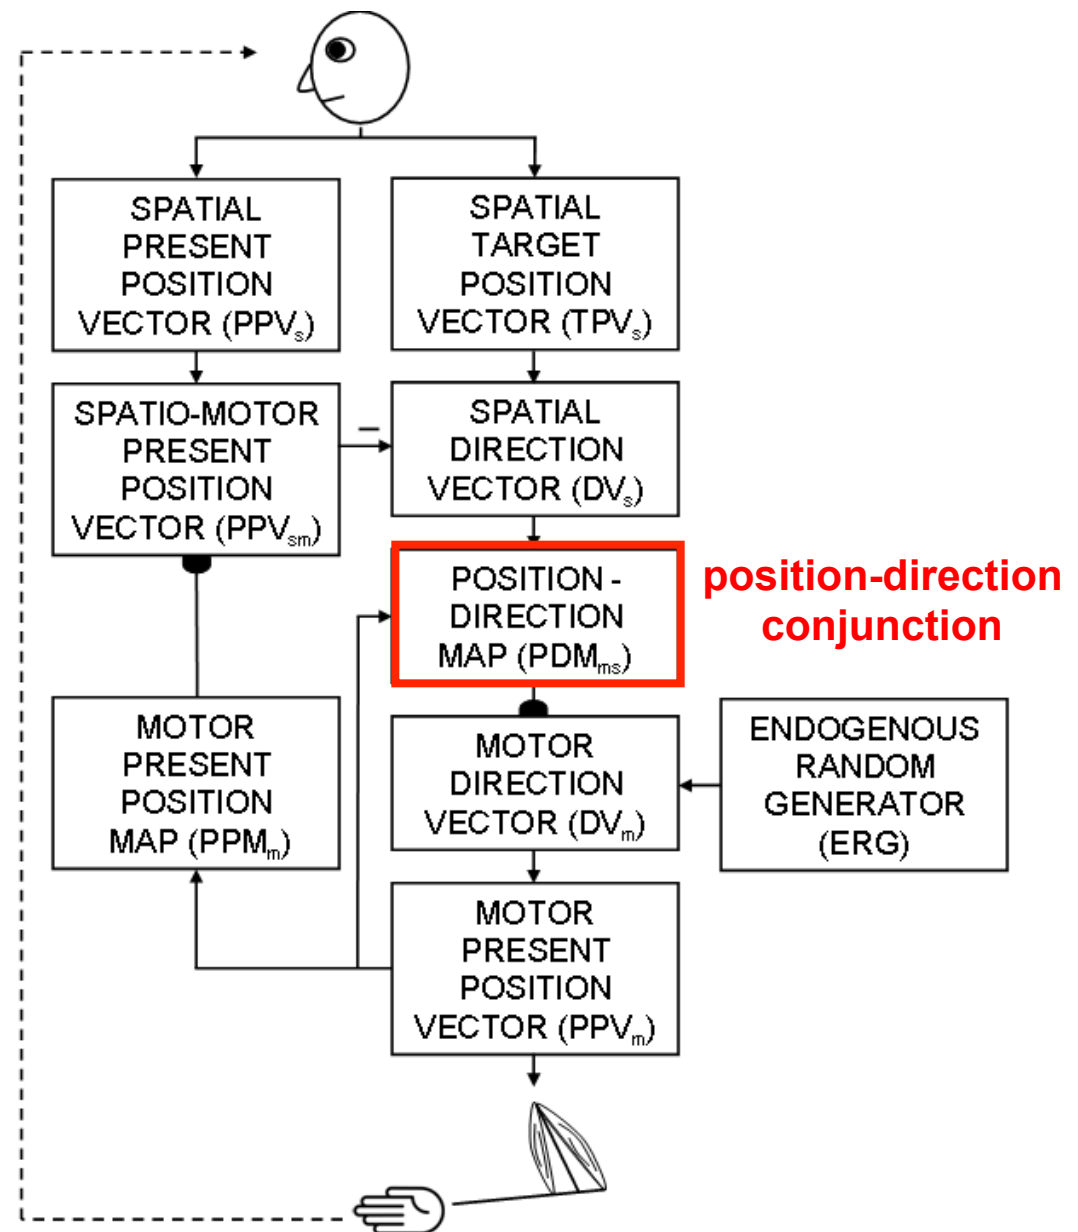 SPATIAL
PRESENT
POSITION
VECTOR (PPVₛ)
SPATIAL
TARGET
POSITION
VECTOR (TPVₛ)
SPATIO-MOTOR
PRESENT
POSITION
VECTOR (PPVₛₘ)
–
SPATIAL
DIRECTION
VECTOR (DVₛ)
POSITION -
DIRECTION
MAP (PDMₘₛ)
position-direction
conjunction
MOTOR
PRESENT
POSITION
MAP (PPMₘ)
MOTOR
DIRECTION
VECTOR (DVₘ)
ENDOGENOUS
RANDOM
GENERATOR
(ERG)
MOTOR
PRESENT
POSITION
VECTOR (PPVₘ)